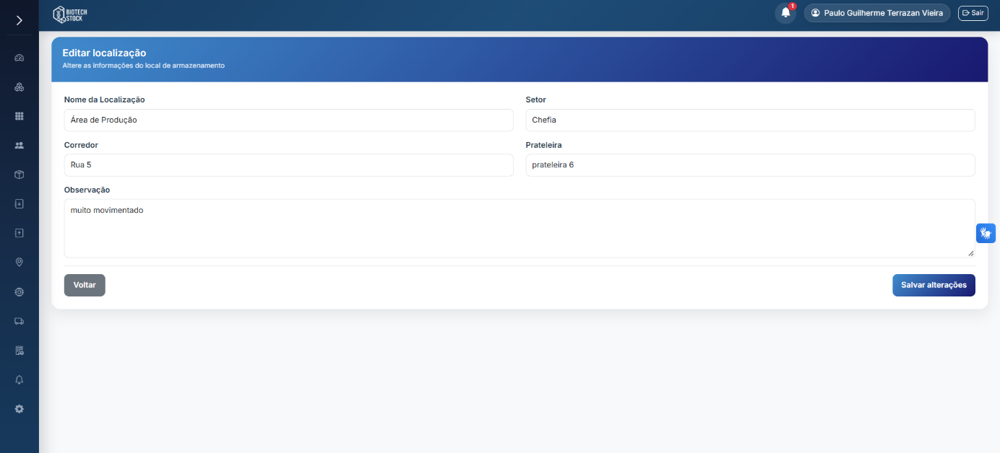 BIOTECH
STOCK
1
Paulo Guilherme Terrazan Vieira
Sair
Editar localização
Altere as informações do local de armazenamento
Nome da Localização
Setor
Área de Produção
Chefia
Corredor
Prateleira
Rua 5
prateleira 6
Observação
muito movimentado
Voltar
Salvar alterações